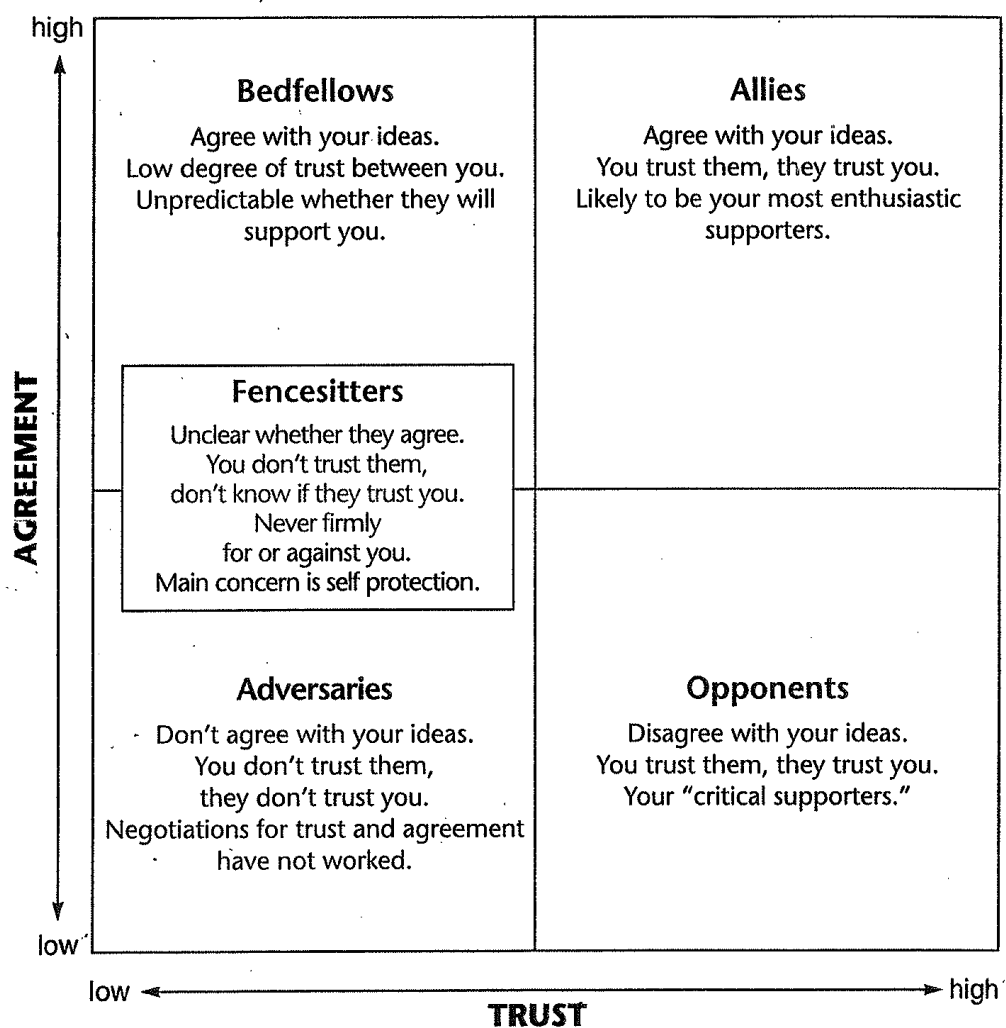 high
Bedfellows
Agree with your ideas.
Low degree of trust between you.
Unpredictable whether they will
support you.
Allies
Agree with your ideas.
You trust them, they trust you.
Likely to be your most enthusiastic
supporters.
AGREEMENT
Fencesitters
Unclear whether they agree.
You don't trust them,
don't know if they trust you.
Never firmly
for or against you.
Main concern is self protection.
Adversaries
Don't agree with your ideas.
You don't trust them,
they don't trust you.
Negotiations for trust and agreement
have not worked.
Opponents
Disagree with your ideas.
You trust them, they trust you.
Your “critical supporters.”
low
low
high
TRUST